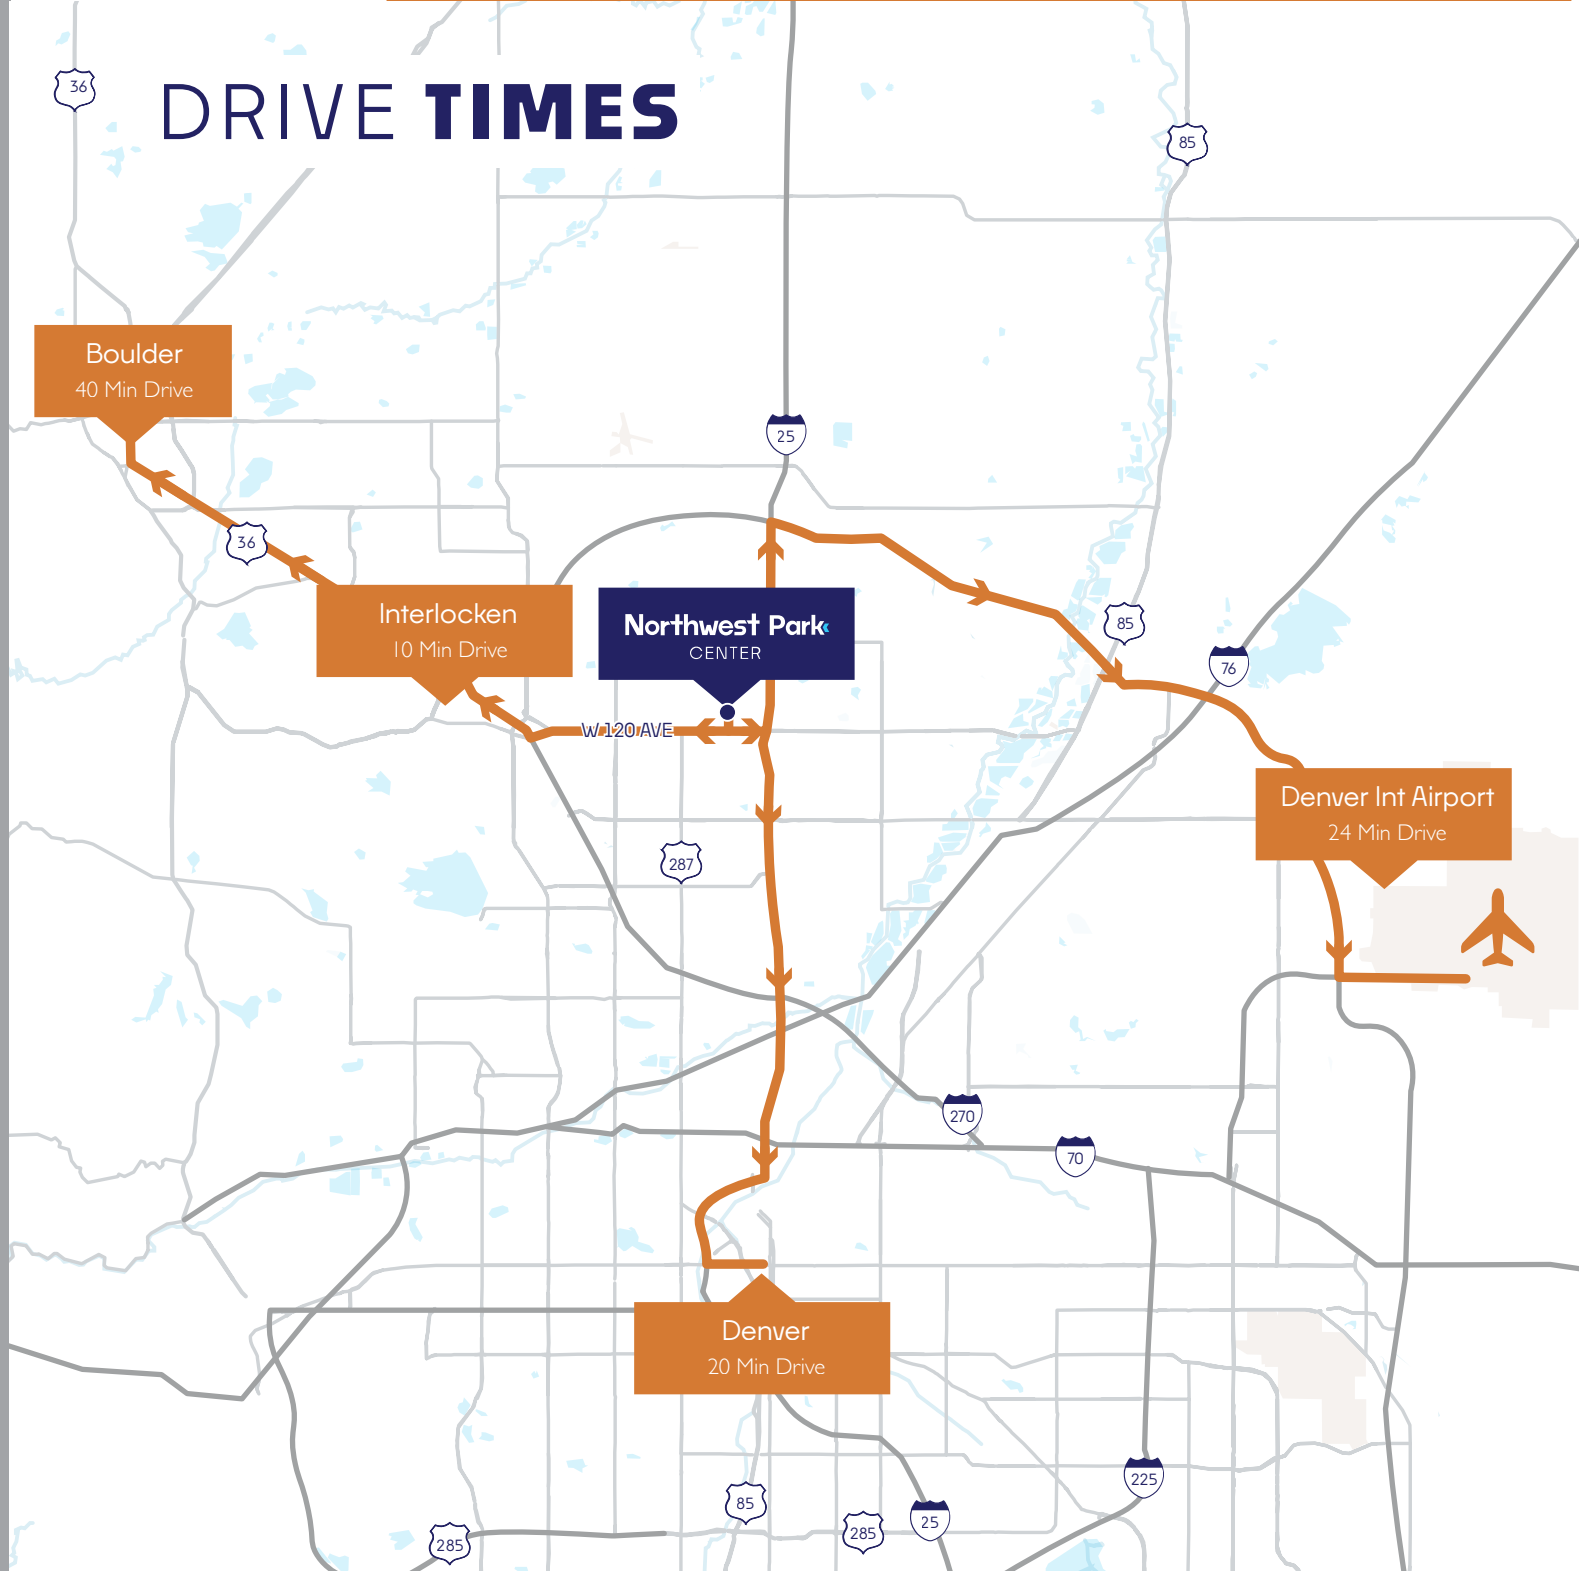 36
DRIVE TIMES
85
Boulder
40 Min Drive
25
36
Interlocken
10 Min Drive
Northwest Park
CENTER
85
76
W 120 AVE
Denver Int Airport
24 Min Drive
287
270
70
Denver
20 Min Drive
225
85
25
285
285